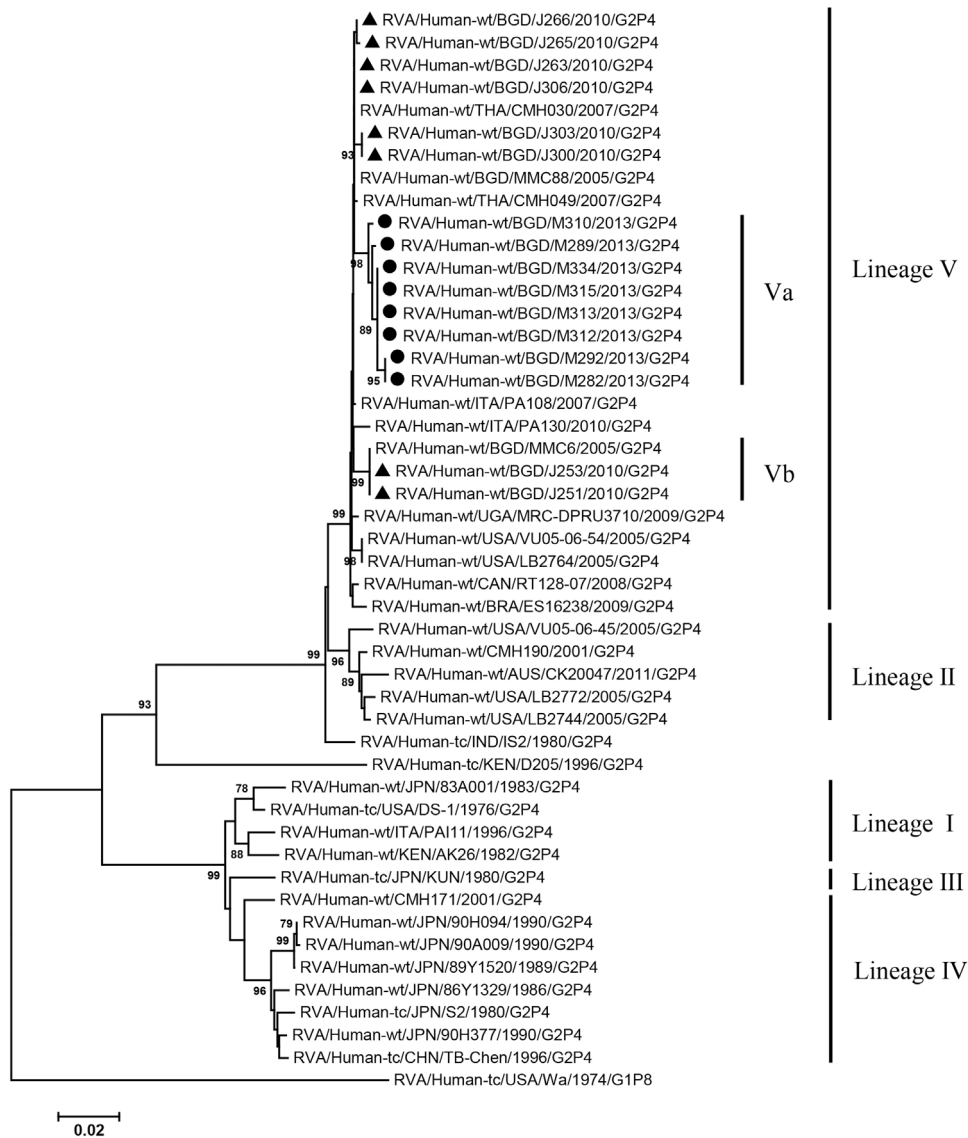 RVA/Human-wt/BGD/J266/2010/G2P4
RVA/Human-wt/BGD/J265/2010/G2P4
RVA/Human-wt/BGD/J263/2010/G2P4
RVA/Human-wt/BGD/J306/2010/G2P4
RVA/Human-wt/THA/CMH030/2007/G2P4
RVA/Human-wt/BGD/J303/2010/G2P4
93
RVA/Human-wt/BGD/J300/2010/G2P4
RVA/Human-wt/BGD/MMC88/2005/G2P4
RVA/Human-wt/THA/CMH049/2007/G2P4
RVA/Human-wt/BGD/M310/2013/G2P4
RVA/Human-wt/BGD/M289/2013/G2P4
98
RVA/Human-wt/BGD/M334/2013/G2P4
Lineage V
RVA/Human-wt/BGD/M315/2013/G2P4
Va
RVA/Human-wt/BGD/M313/2013/G2P4
89
RVA/Human-wt/BGD/M312/2013/G2P4
RVA/Human-wt/BGD/M292/2013/G2P4
95
RVA/Human-wt/BGD/M282/2013/G2P4
RVA/Human-wt/ITA/PA108/2007/G2P4
RVA/Human-wt/ITA/PA130/2010/G2P4
RVA/Human-wt/BGD/MMC6/2005/G2P4
RVA/Human-wt/BGD/J253/2010/G2P4
Vb
99
RVA/Human-wt/BGD/J251/2010/G2P4
99
RVA/Human-wt/UGA/MRC-DPRU3710/2009/G2P4
RVA/Human-wt/USA/VU05-06-54/2005/G2P4
98
RVA/Human-wt/USA/LB2764/2005/G2P4
RVA/Human-wt/CAN/RT128-07/2008/G2P4
RVA/Human-wt/BRA/ES16238/2009/G2P4
RVA/Human-wt/USA/VU05-06-45/2005/G2P4
99
96
RVA/Human-wt/CMH190/2001/G2P4
89
RVA/Human-wt/AUS/CK20047/2011/G2P4
Lineage II
RVA/Human-wt/USA/LB2772/2005/G2P4
93
RVA/Human-wt/USA/LB2744/2005/G2P4
RVA/Human-tc/IND/IS2/1980/G2P4
RVA/Human-tc/KEN/D205/1996/G2P4
78
RVA/Human-wt/JPN/83A001/1983/G2P4
RVA/Human-tc/USA/DS-1/1976/G2P4
Lineage I
RVA/Human-wt/ITA/PAI11/1996/G2P4
88
RVA/Human-wt/KEN/AK26/1982/G2P4
99
RVA/Human-tc/JPN/KUN/1980/G2P4
Lineage III
RVA/Human-wt/CMH171/2001/G2P4
79
RVA/Human-wt/JPN/90H094/1990/G2P4
99
RVA/Human-wt/JPN/90A009/1990/G2P4
RVA/Human-wt/JPN/89Y1520/1989/G2P4
Lineage IV
96
RVA/Human-wt/JPN/86Y1329/1986/G2P4
RVA/Human-tc/JPN/S2/1980/G2P4
RVA/Human-wt/JPN/90H377/1990/G2P4
RVA/Human-tc/CHN/TB-Chen/1996/G2P4
RVA/Human-tc/USA/Wa/1974/G1P8
0.02